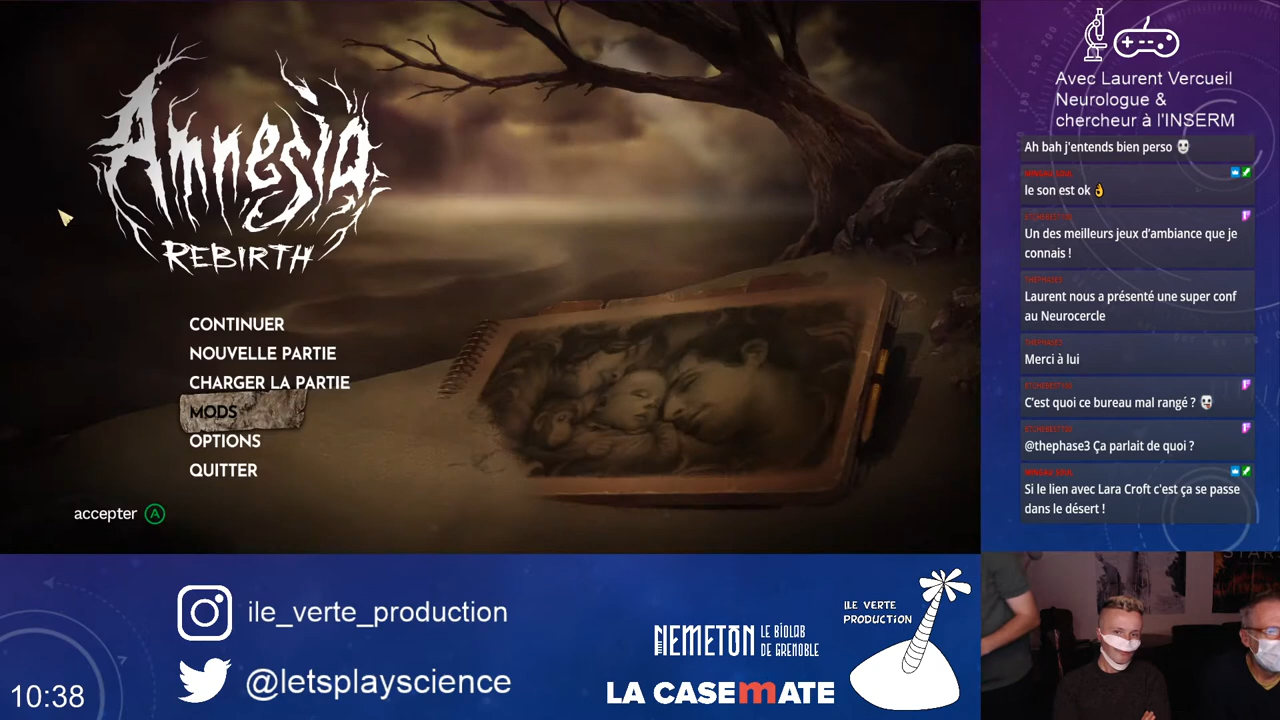 Amnesia
REBIRTH
CONTINUER
NOUVELLE PARTIE
CHARGER LA PARTIE
MODS
OPTIONS
QUITTER
accepter A
Avec Laurent Vercueil
Neurologue &
chercheur à l'INSERM
Ah bah j'entends bien perso
le son est ok 👌
Un des meilleurs jeux d'ambiance que je
connais !
THEPHASE3
Laurent nous a présenté une super conf
au Neurocercle
THEPHASE3
Merci à lui
C'est quoi ce bureau mal rangé ?
@thephase3 Ça parlait de quoi ?
Si le lien avec Lara Croft c'est ça se passe
dans le désert !
ile_verte_production
@letsplayscience
10:38
NEMETON LE BIOLAB
DE GRENOBLE
LA CASEMATE
ILE VERTE
PRODUCTION